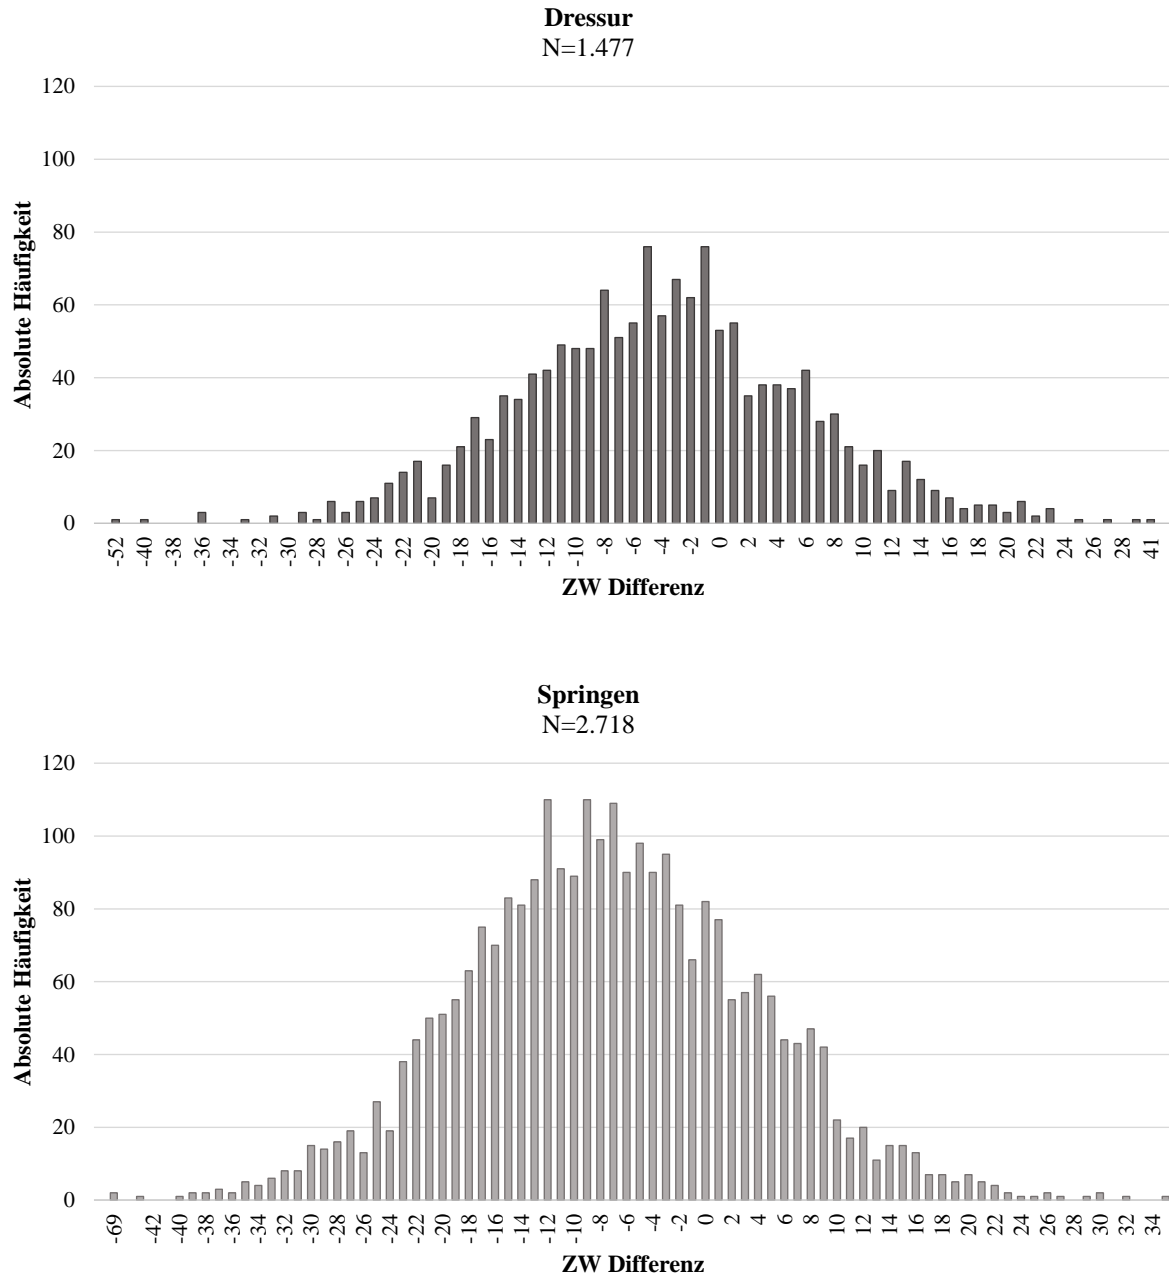 Dressur
N=1.477
120
100
80
60
40
20
0
Absolute Häufigkeit
-52 -40 -38 -36 -34 -32 -30 -28 -26 -24 -22 -20 -18 -16 -14 -12 -10 -8 -6 -4 -2 0 2 4 6 8 10 12 14 16 18 20 22 24 26 28 41
ZW Differenz
Springen
N=2.718
120
100
80
60
40
20
0
Absolute Häufigkeit
-69 -42 -40 -38 -36 -34 -32 -30 -28 -26 -24 -22 -20 -18 -16 -14 -12 -10 -8 -6 -4 -2 0 2 4 6 8 10 12 14 16 18 20 22 24 26 28 30 32 34
ZW Differenz